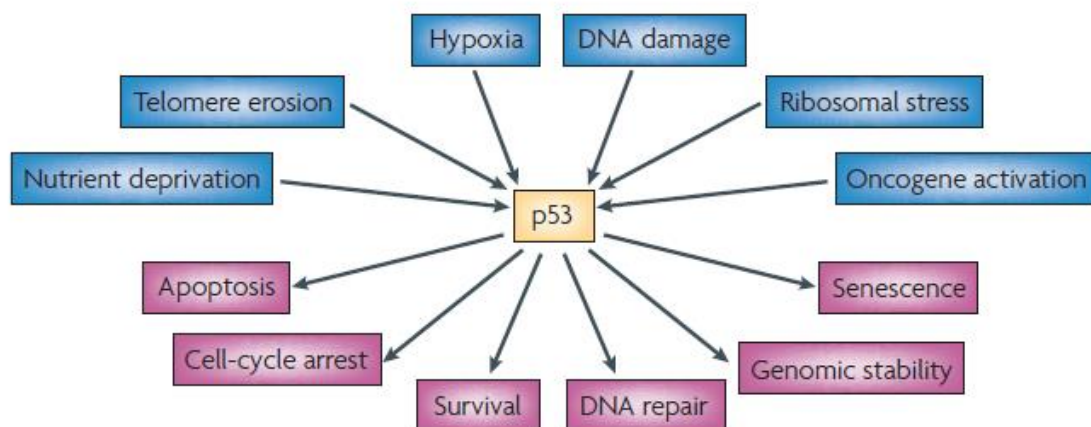 Hypoxia
DNA damage
Telomere erosion
Ribosomal stress
Nutrient deprivation
Oncogene activation
p53
Apoptosis
Senescence
Cell-cycle arrest
Genomic stability
Survival
DNA repair